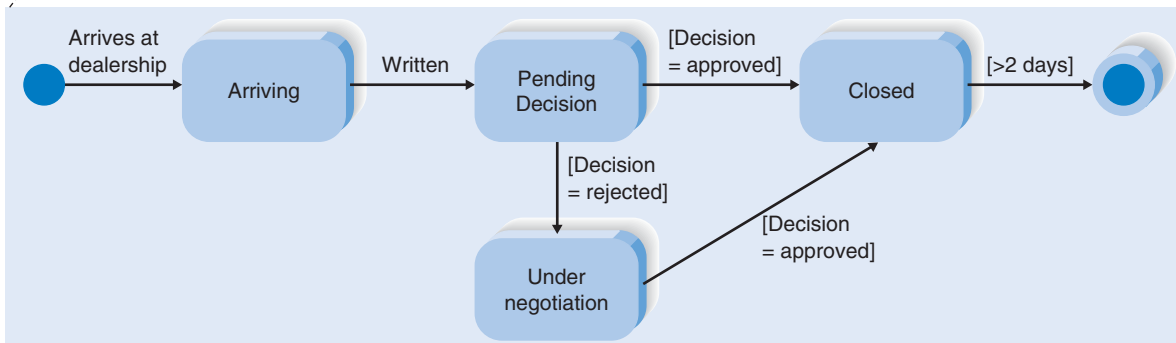 Arrives at
dealership
Arriving
Written
Pending
Decision
[Decision
= approved]
Closed
[>2 days]
[Decision
= rejected]
Under
negotiation
[Decision
= approved]